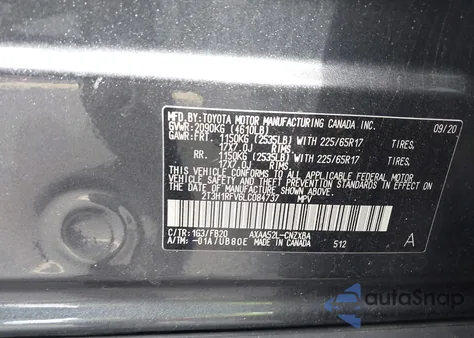 MFD.BY: TOYOTA MOTOR MANUFACTURING CANADA INC. 09/20
GVWR: 2090KG (4610LB)
GAWR: FRT. 1150KG (2535LB) WITH 225/65R17 TIRES,
17X7.0J RIMS,
RR. 1150KG (2535LB) WITH 225/65R17 TIRES,
17X7.0J RIMS,
THIS VEHICLE CONFORMS TO ALL APPLICABLE FEDERAL MOTOR
VEHICLE SAFETY AND THEFT PREVENTION STANDARDS IN EFFECT
ON THE DATE OF MANUFACTURE SHOWN ABOVE.
2T3H1RFV6LC084737 MPV
C/TR: 1G3/FB20 AXAA52L-CNZXBA
A/TM: -01A/UB80E Made in Canada 512 A
autoSnap